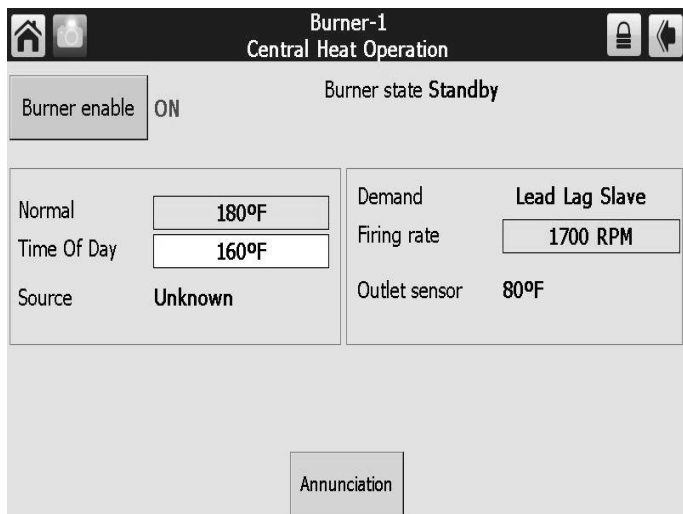 Burner-1
Central Heat Operation
Burner enable ON
Burner state Standby
Normal 180ºF
Time Of Day 160ºF
Source Unknown
Demand Lead Lag Slave
Firing rate 1700 RPM
Outlet sensor 80ºF
Annunciation